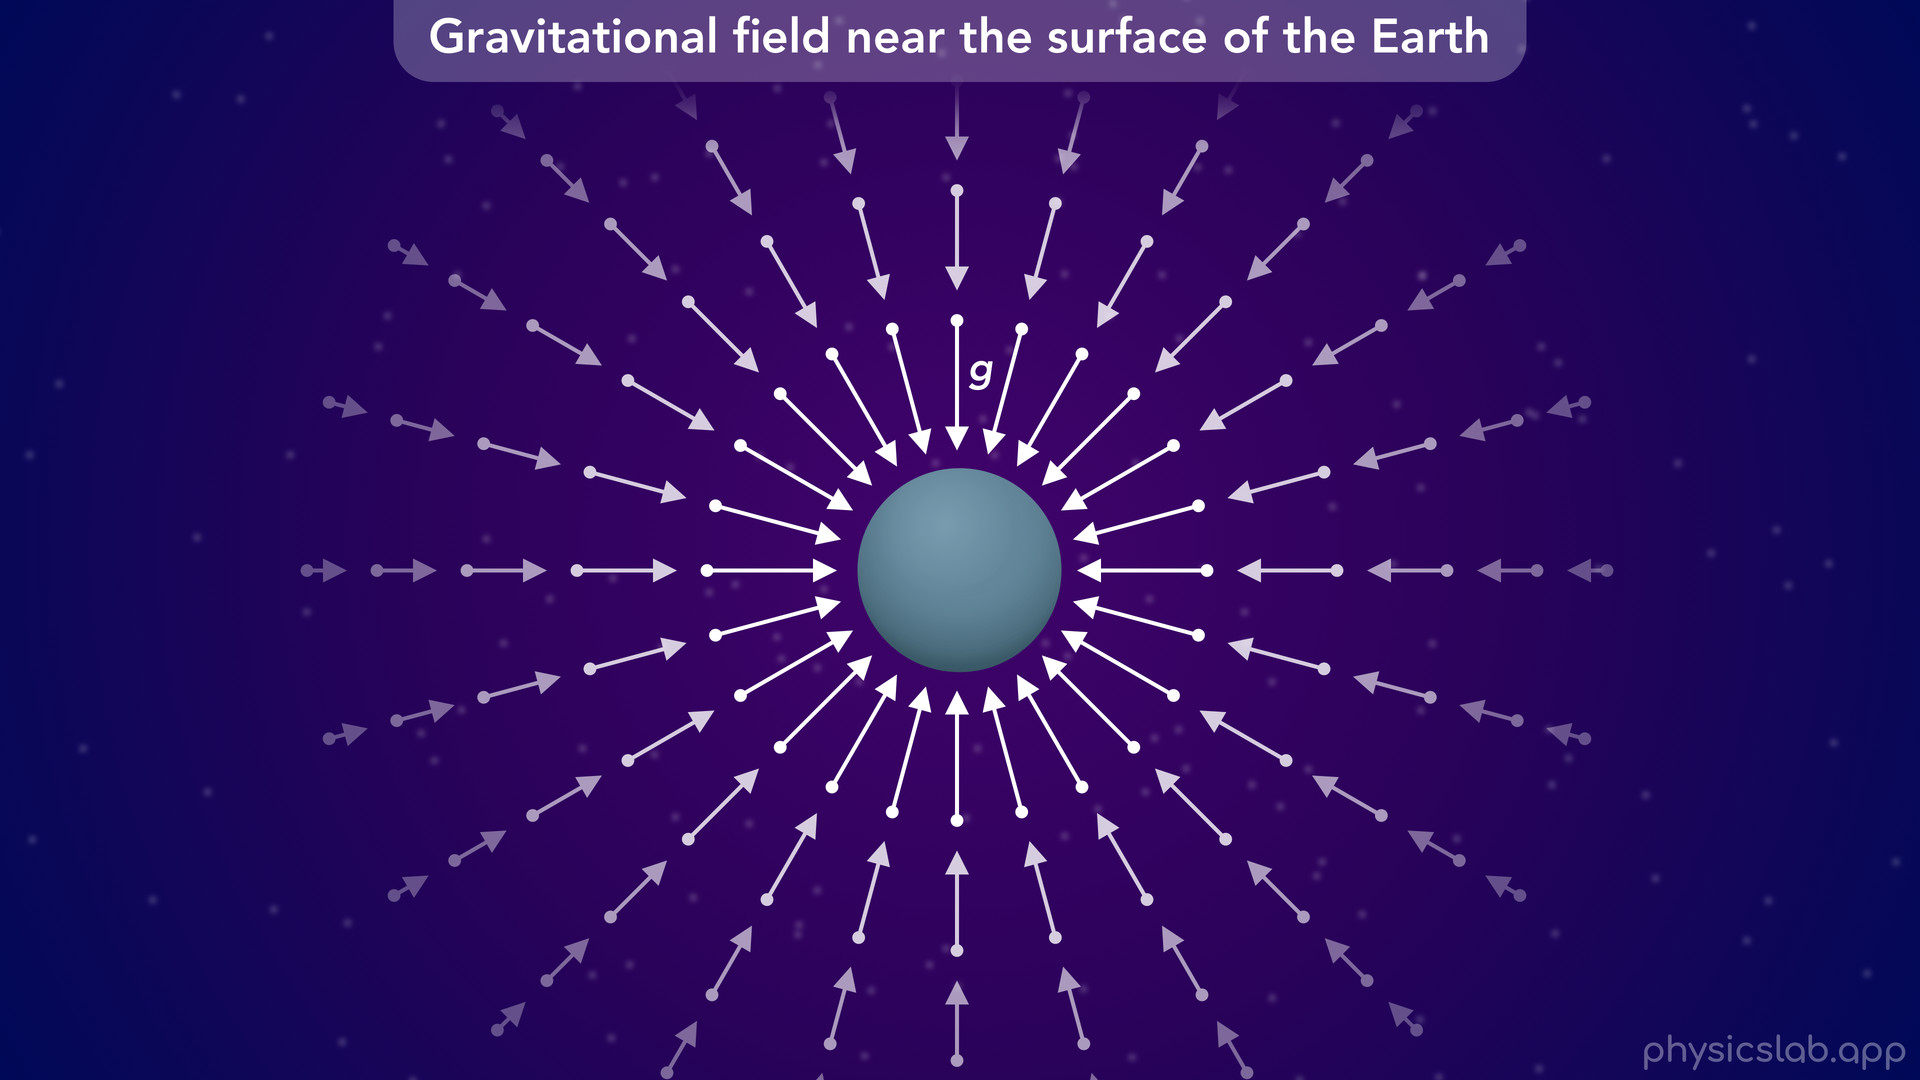 Gravitational field near the surface of the Earth
g
physicslab.app